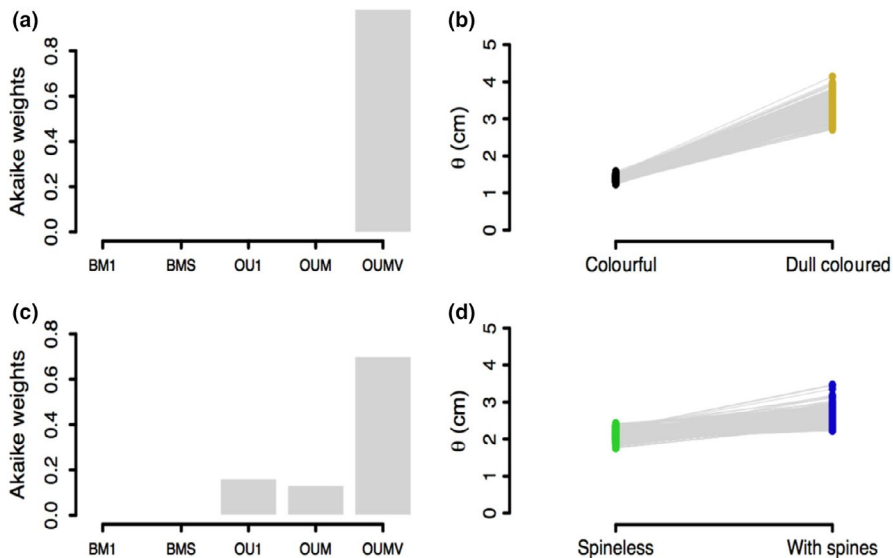 (a)
Akaike weights
0.0 0.2 0.4 0.6 0.8
BM1 BMS OU1 OUM OUMV
(b)
θ (cm)
0 1 2 3 4 5
Colourful Dull coloured
(c)
Akaike weights
0.0 0.2 0.4 0.6 0.8
BM1 BMS OU1 OUM OUMV
(d)
θ (cm)
0 1 2 3 4 5
Spineless With spines